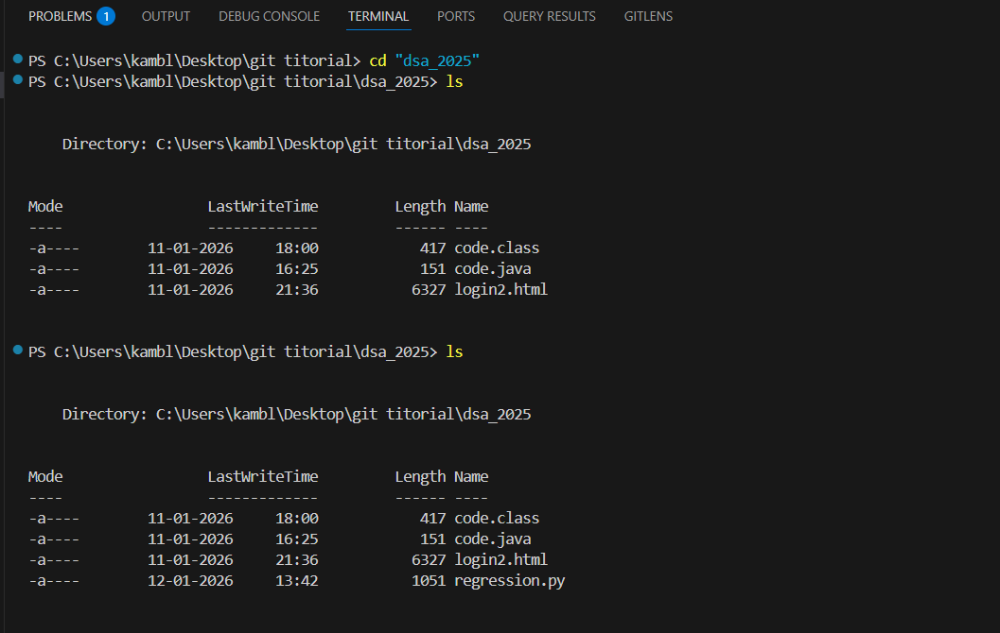 PROBLEMS 1 OUTPUT DEBUG CONSOLE TERMINAL PORTS QUERY RESULTS GITLENS
PS C:\Users\kambl\Desktop\git titorial> cd "dsa_2025"
PS C:\Users\kambl\Desktop\git titorial\dsa_2025> ls
Directory: C:\Users\kambl\Desktop\git titorial\dsa_2025
Mode LastWriteTime Length Name
---- ------------- ------ ----
-a---- 11-01-2026 18:00 417 code.class
-a---- 11-01-2026 16:25 151 code.java
-a---- 11-01-2026 21:36 6327 login2.html
PS C:\Users\kambl\Desktop\git titorial\dsa_2025> ls
Directory: C:\Users\kambl\Desktop\git titorial\dsa_2025
Mode LastWriteTime Length Name
---- ------------- ------ ----
-a---- 11-01-2026 18:00 417 code.class
-a---- 11-01-2026 16:25 151 code.java
-a---- 11-01-2026 21:36 6327 login2.html
-a---- 12-01-2026 13:42 1051 regression.py